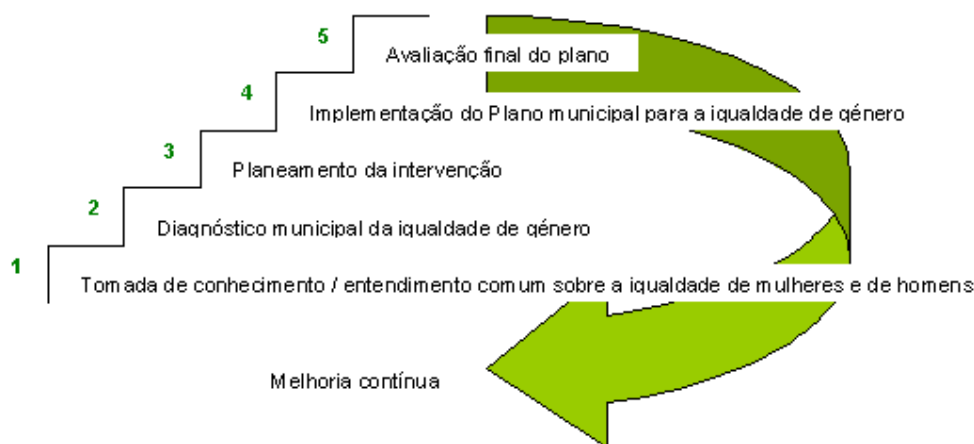 5
Avaliação final do plano
4
Implementação do Plano municipal para a igualdade de género
3
Planeamento da intervenção
2
Diagnóstico municipal da igualdade de género
1
Tomada de conhecimento / entendimento comum sobre a igualdade de mulheres e de homens
Melhoria contínua